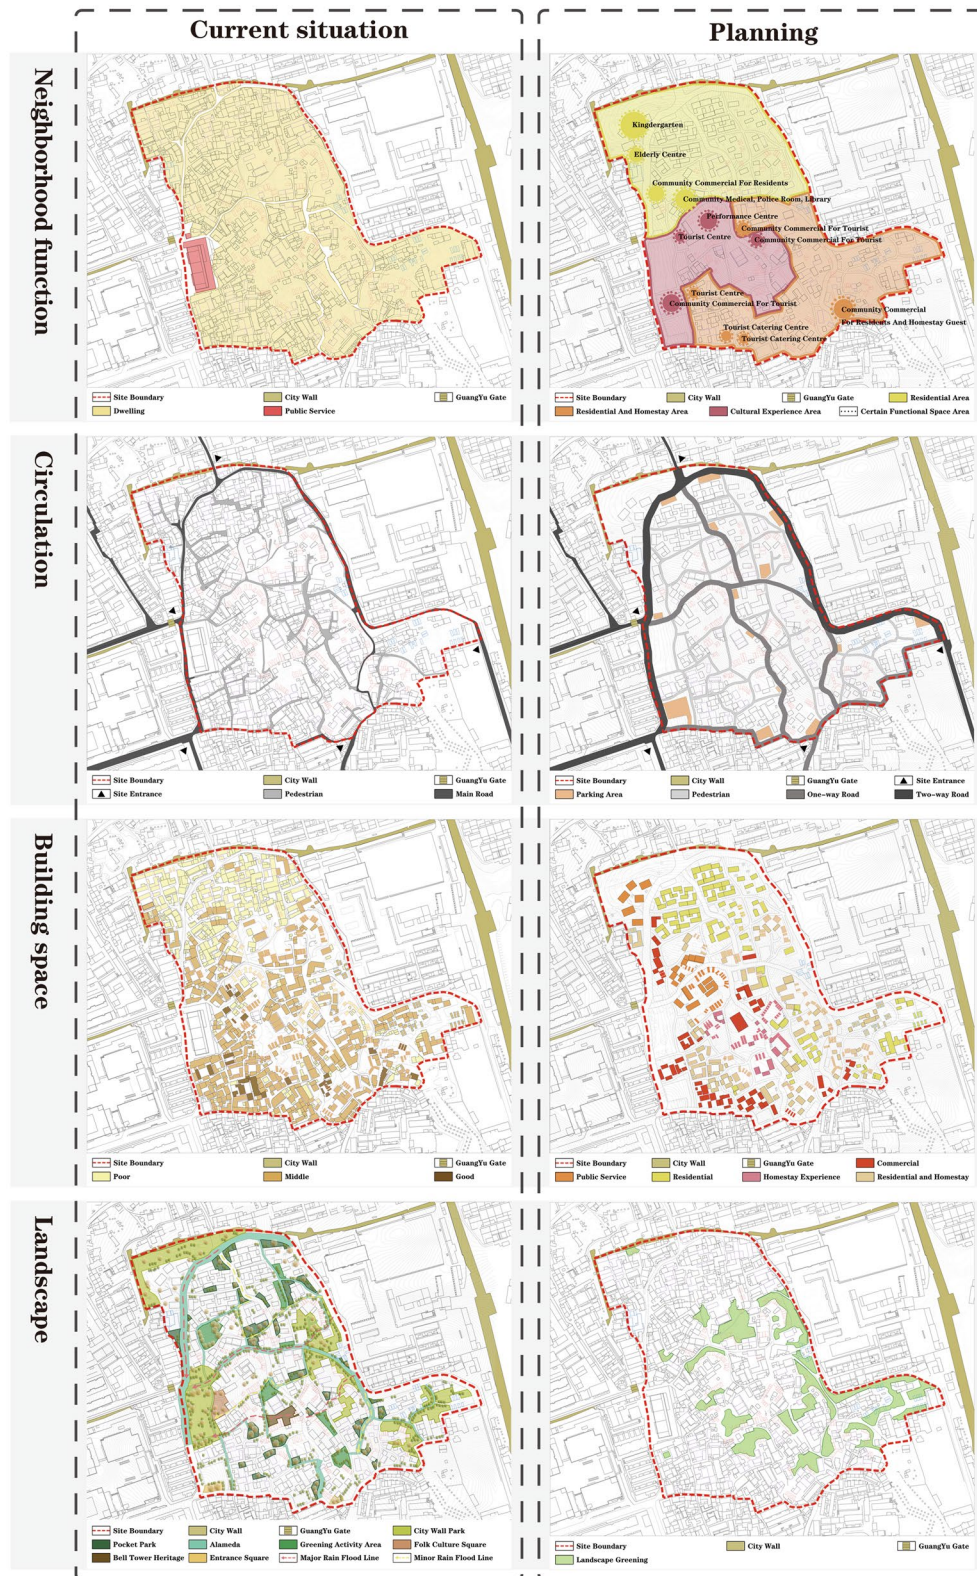 Current situation
Planning
Neighborhood function
Kingdergarten
Elderly Centre
Community Commercial For Residents
Community Medical, Police Room, Library
Performance Centre
Community Commercial For Tourist
Tourist Centre
Community Commercial For Tourist
Tourist Centre
Community Commercial For Tourist
Community Commercial
For Residents And Homestay Guest
Tourist Catering Centre
Tourist Catering Centre
Site Boundary City Wall GuangYu Gate
Dwelling Public Service
Site Boundary City Wall GuangYu Gate Residential Area
Residential And Homestay Area Cultural Experience Area Certain Functional Space Area
Circulation
Site Boundary City Wall GuangYu Gate
Site Entrance Pedestrian Main Road
Site Boundary City Wall GuangYu Gate Site Entrance
Parking Area Pedestrian One-way Road Two-way Road
Building space
Site Boundary City Wall GuangYu Gate
Poor Middle Good
Site Boundary City Wall GuangYu Gate Commercial
Public Service Residential Homestay Experience Residential and Homestay
Landscape
Site Boundary City Wall GuangYu Gate City Wall Park
Pocket Park Alameda Greening Activity Area Folk Culture Square
Bell Tower Heritage Entrance Square Major Rain Flood Line Minor Rain Flood Line
Site Boundary City Wall GuangYu Gate
Landscape Greening